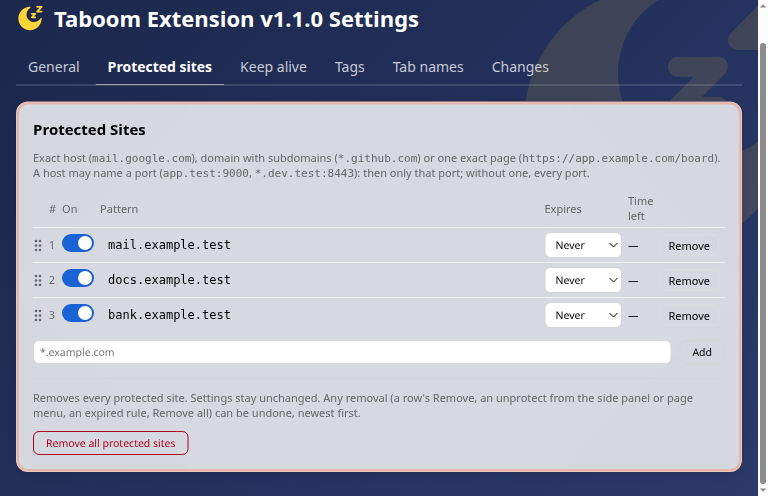 Taboom Extension v1.1.0 Settings
General Protected sites Keep alive Tags Tab names Changes
Protected Sites
Exact host (mail.google.com), domain with subdomains (*.github.com) or one exact page (https://app.example.com/board).
A host may name a port (app.test:9000, *.dev.test:8443): then only that port; without one, every port.
# On Pattern Expires Time left
1 mail.example.test Never — Remove
2 docs.example.test Never — Remove
3 bank.example.test Never — Remove
*.example.com Add
Removes every protected site. Settings stay unchanged. Any removal (a row's Remove, an unprotect from the side panel or page
menu, an expired rule, Remove all) can be undone, newest first.
Remove all protected sites